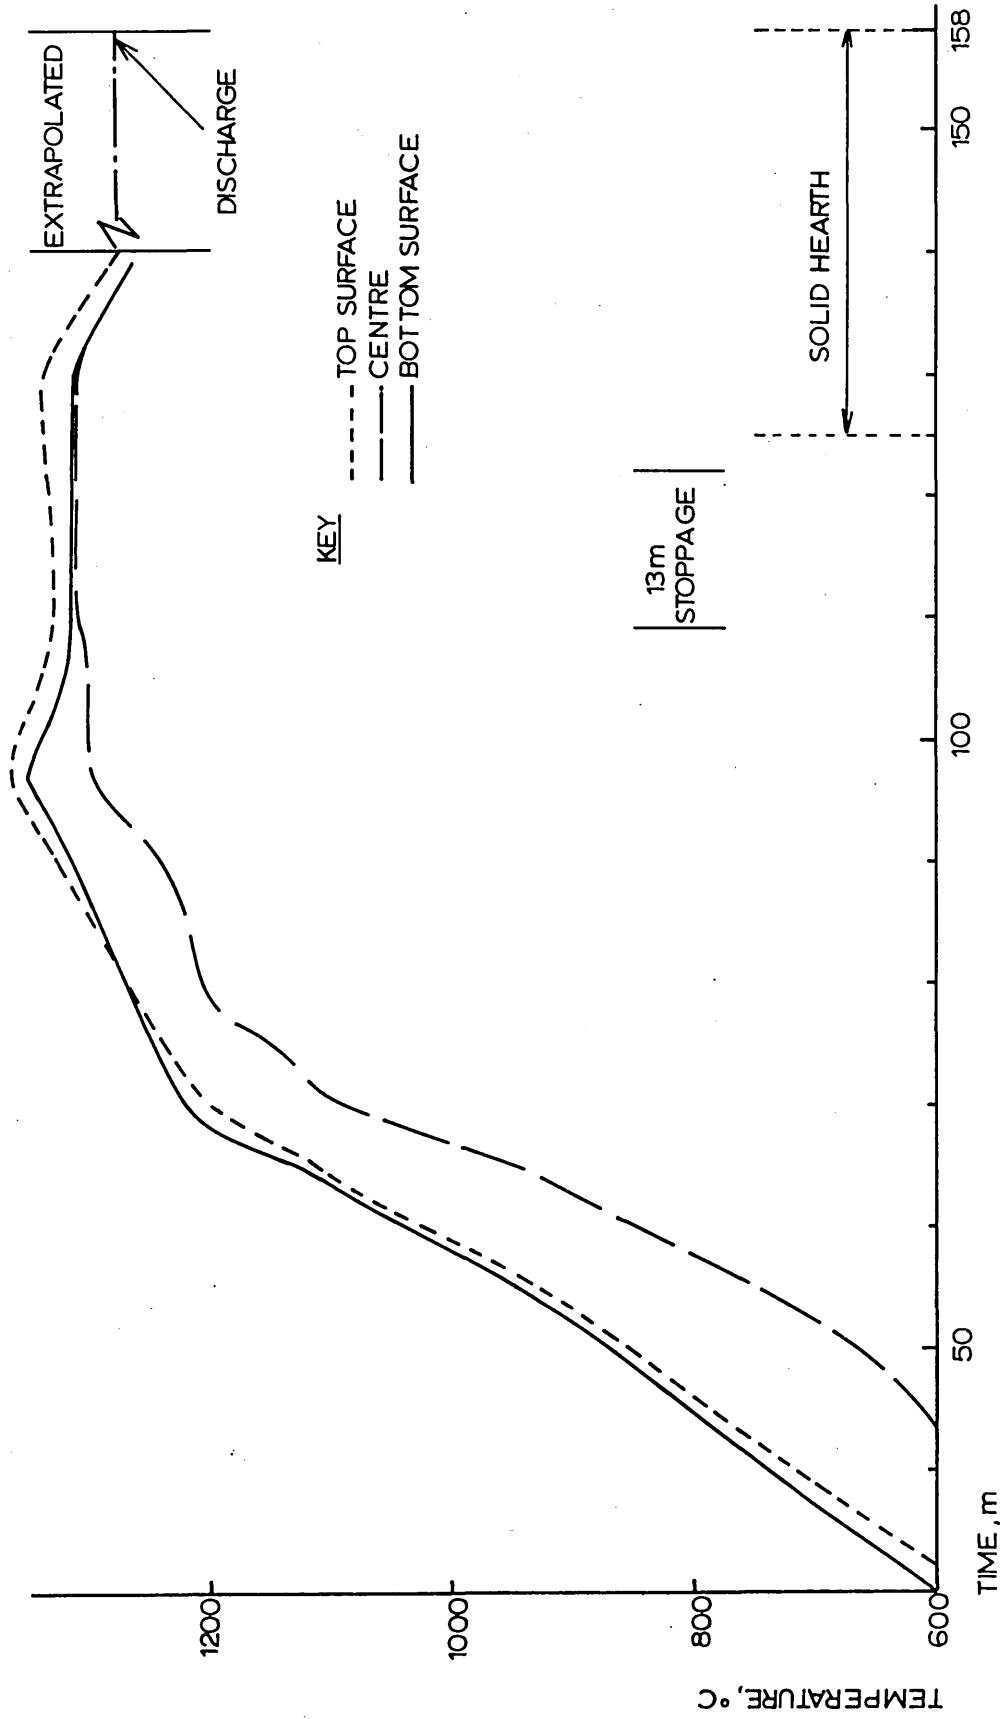 EXTRAPOLATED
DISCHARGE
KEY
TOP SURFACE
CENTRE
BOTTOM SURFACE
13m
STOPPAGE
SOLID HEARTH
TEMPERATURE, °C
1200
1000
800
600
50
100
150
158
TIME, m